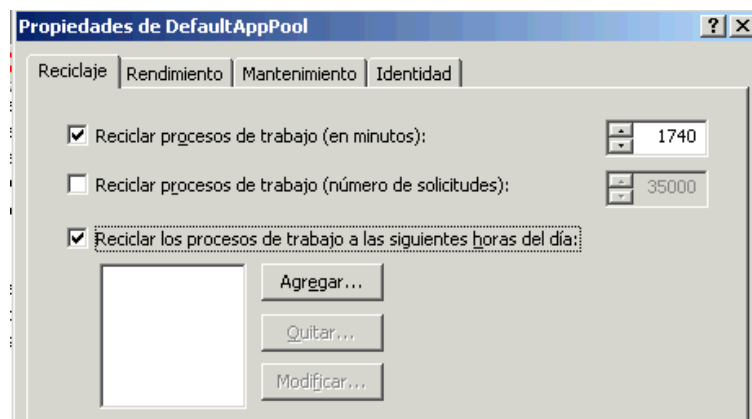 Propiedades de DefaultAppPool
Reciclaje Rendimiento Mantenimiento Identidad
Reciclar procesos de trabajo (en minutos): 1740
Reciclar procesos de trabajo (número de solicitudes): 35000
Reciclar los procesos de trabajo a las siguientes horas del día:
Agregar...
Quitar...
Modificar...